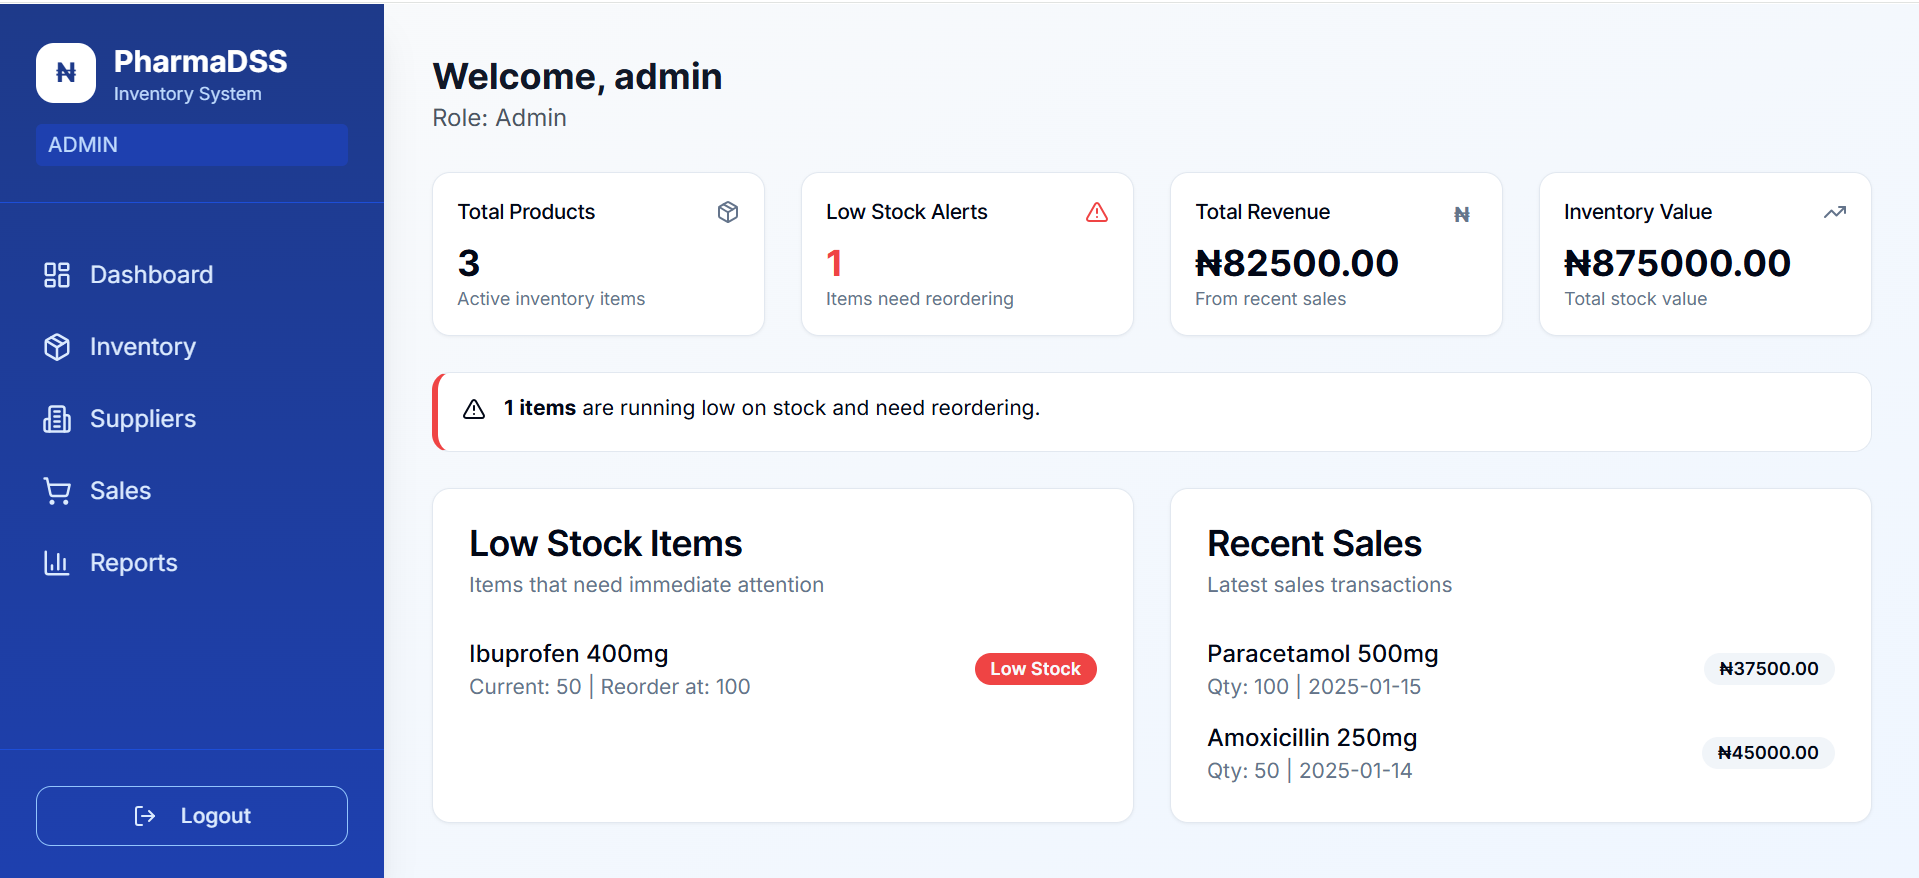 ₦
PharmaDSS
Inventory System
ADMIN
Dashboard
Inventory
Suppliers
Sales
Reports
Logout
Welcome, admin
Role: Admin
Total Products
3
Active inventory items
Low Stock Alerts
1
Items need reordering
Total Revenue
₦
₦82500.00
From recent sales
Inventory Value
₦875000.00
Total stock value
1 items are running low on stock and need reordering.
Low Stock Items
Items that need immediate attention
Ibuprofen 400mg
Current: 50 | Reorder at: 100
Low Stock
Recent Sales
Latest sales transactions
Paracetamol 500mg
Qty: 100 | 2025-01-15
₦37500.00
Amoxicillin 250mg
Qty: 50 | 2025-01-14
₦45000.00